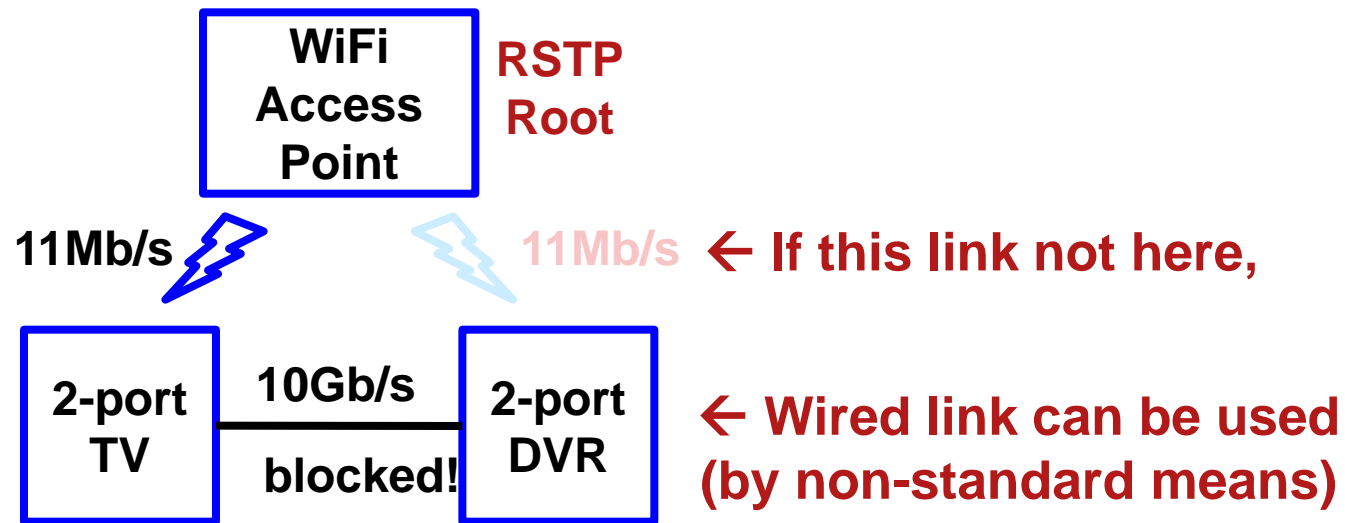 WiFi
Access
Point
RSTP
Root
11Mb/s
11Mb/s
← If this link not here,
2-port
TV
10Gb/s
blocked!
2-port
DVR
← Wired link can be used
(by non-standard means)